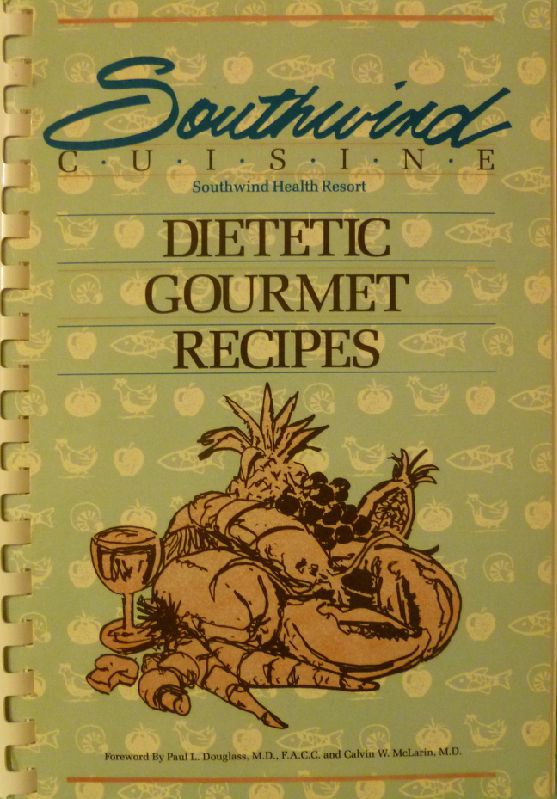 Southwind
C·U·I·S·I·N·E
Southwind Health Resort
DIETETIC
GOURMET
RECIPES
Foreword By Paul L. Douglass, M.D., F.A.C.C. and Calvin W. McLarin, M.D.